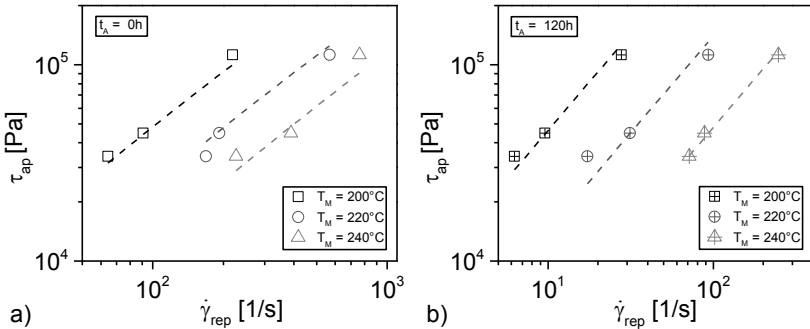 t_A = 0h
10^5
10^4
τ_ap [Pa]
T_M = 200°C
T_M = 220°C
T_M = 240°C
10^2
10^3
γ̇_rep [1/s]
a)
t_A = 120h
10^5
10^4
τ_ap [Pa]
T_M = 200°C
T_M = 220°C
T_M = 240°C
10^1
10^2
γ̇_rep [1/s]
b)